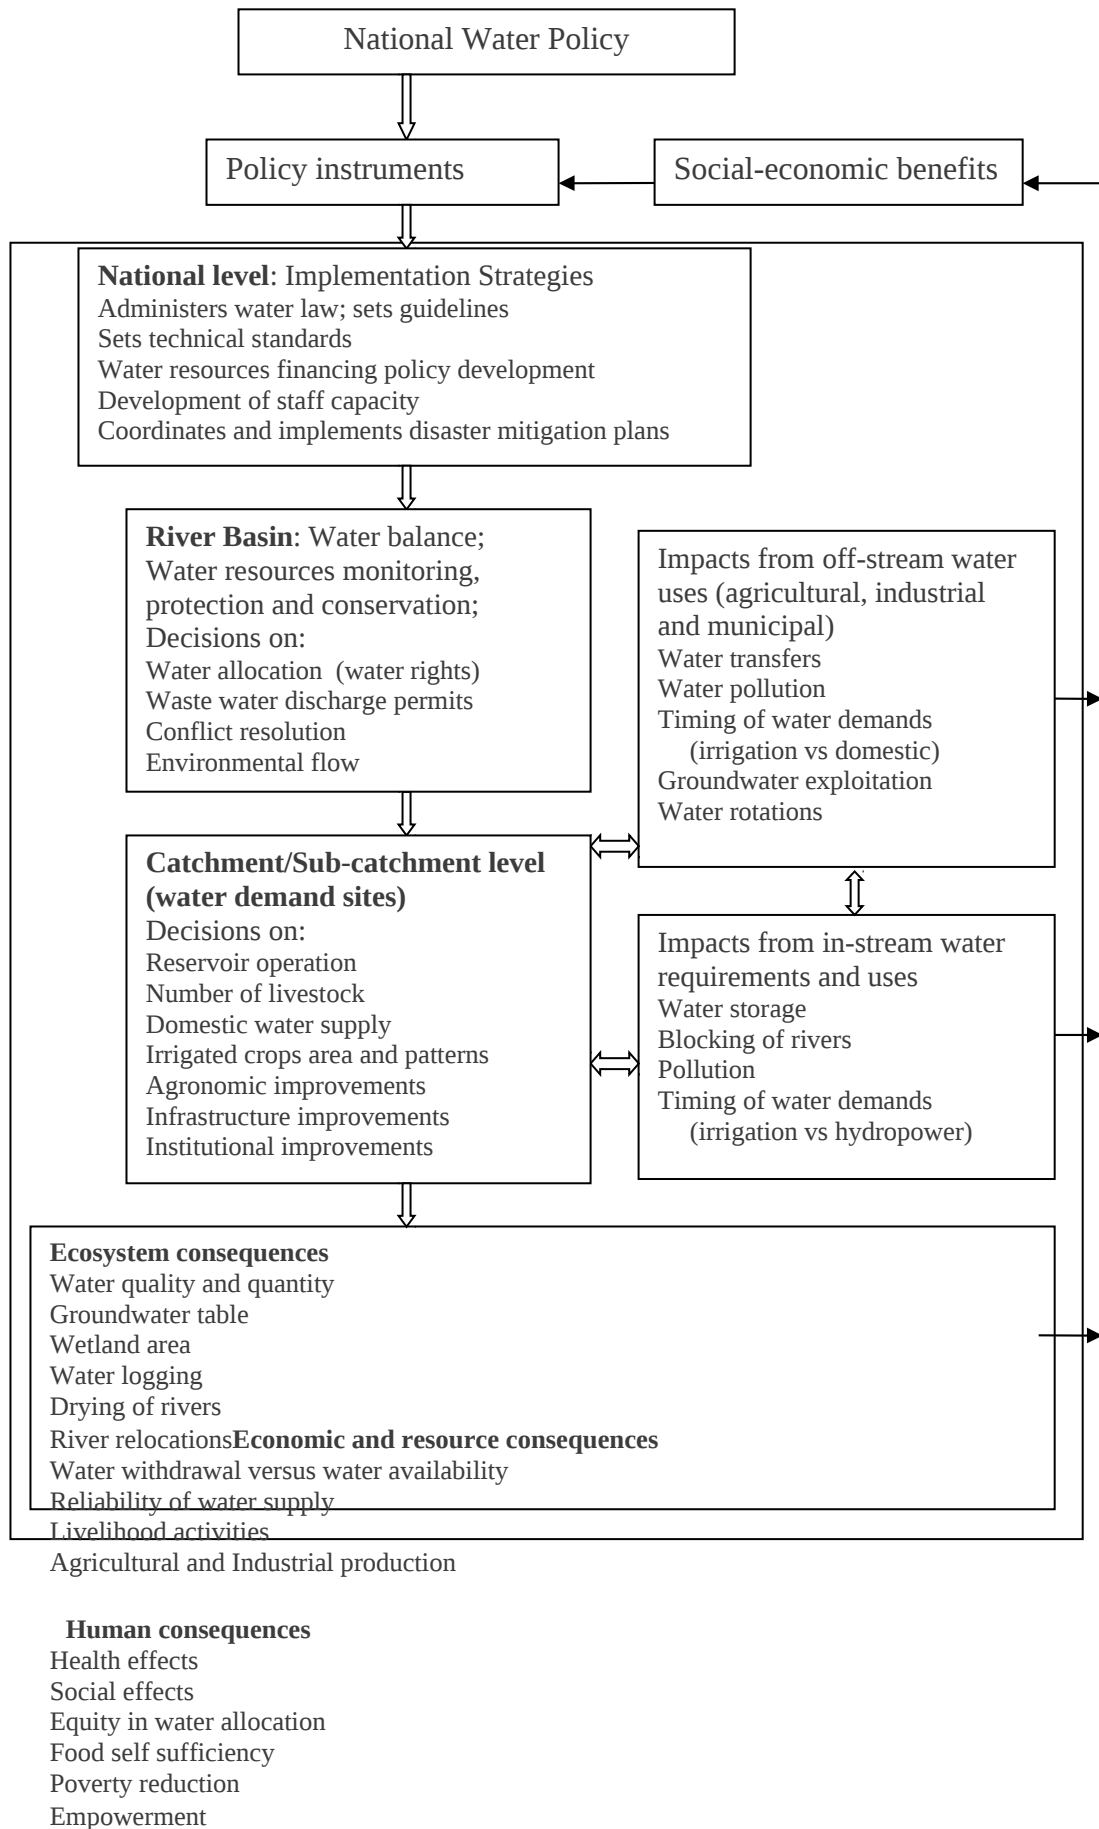 National Water Policy
Policy instruments
Social-economic benefits
National level: Implementation Strategies
Administers water law; sets guidelines
Sets technical standards
Water resources financing policy development
Development of staff capacity
Coordinates and implements disaster mitigation plans
River Basin: Water balance;
Water resources monitoring,
protection and conservation;
Decisions on:
Water allocation  (water rights)
Waste water discharge permits
Conflict resolution
Environmental flow
Impacts from off-stream water
uses (agricultural, industrial
and municipal)
Water transfers
Water pollution
Timing of water demands
(irrigation vs domestic)
Groundwater exploitation
Water rotations
Catchment/Sub-catchment level
(water demand sites)
Decisions on:
Reservoir operation
Number of livestock
Domestic water supply
Irrigated crops area and patterns
Agronomic improvements
Infrastructure improvements
Institutional improvements
Impacts from in-stream water
requirements and uses
Water storage
Blocking of rivers
Pollution
Timing of water demands
(irrigation vs hydropower)
Ecosystem consequences
Water quality and quantity
Groundwater table
Wetland area
Water logging
Drying of rivers
River relocationsEconomic and resource consequences
Water withdrawal versus water availability
Reliability of water supply
Livelihood activities
Agricultural and Industrial production
Human consequences
Health effects
Social effects
Equity in water allocation
Food self sufficiency
Poverty reduction
Empowerment